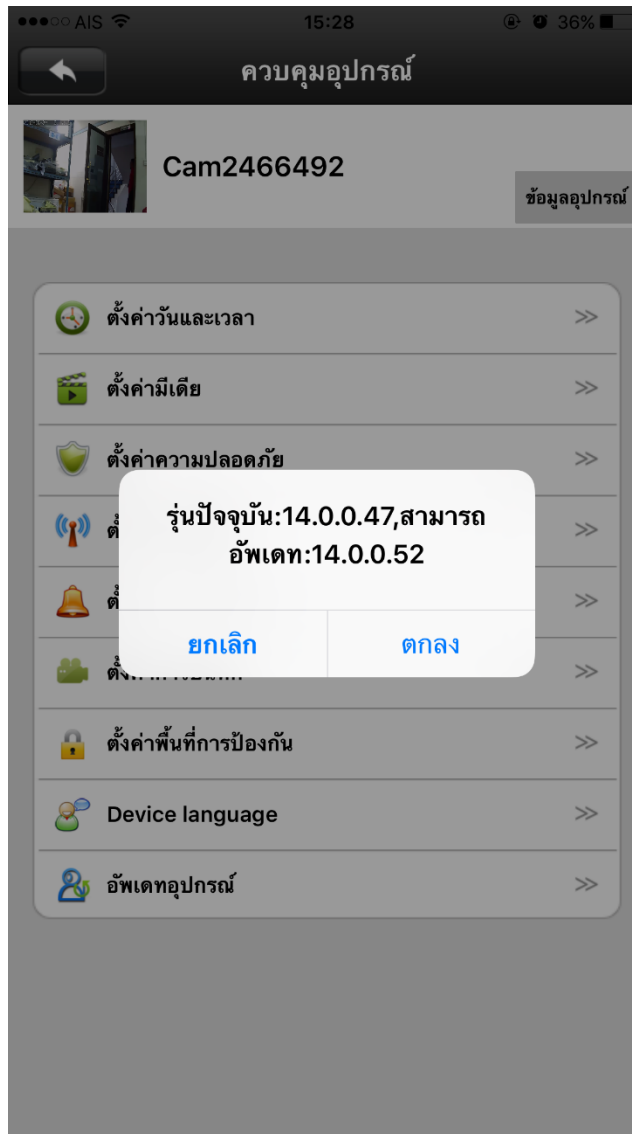 AIS 15:28 36%
ควบคุมอุปกรณ์
Cam2466492
ข้อมูลอุปกรณ์
ตั้งค่าวันและเวลา
ตั้งค่ามีเดีย
ตั้งค่าความปลอดภัย
รุ่นปัจจุบัน:14.0.0.47,สามารถ
อัพเดท:14.0.0.52
ยกเลิก ตกลง
ตั้งค่าพื้นที่การป้องกัน
Device language
อัพเดทอุปกรณ์